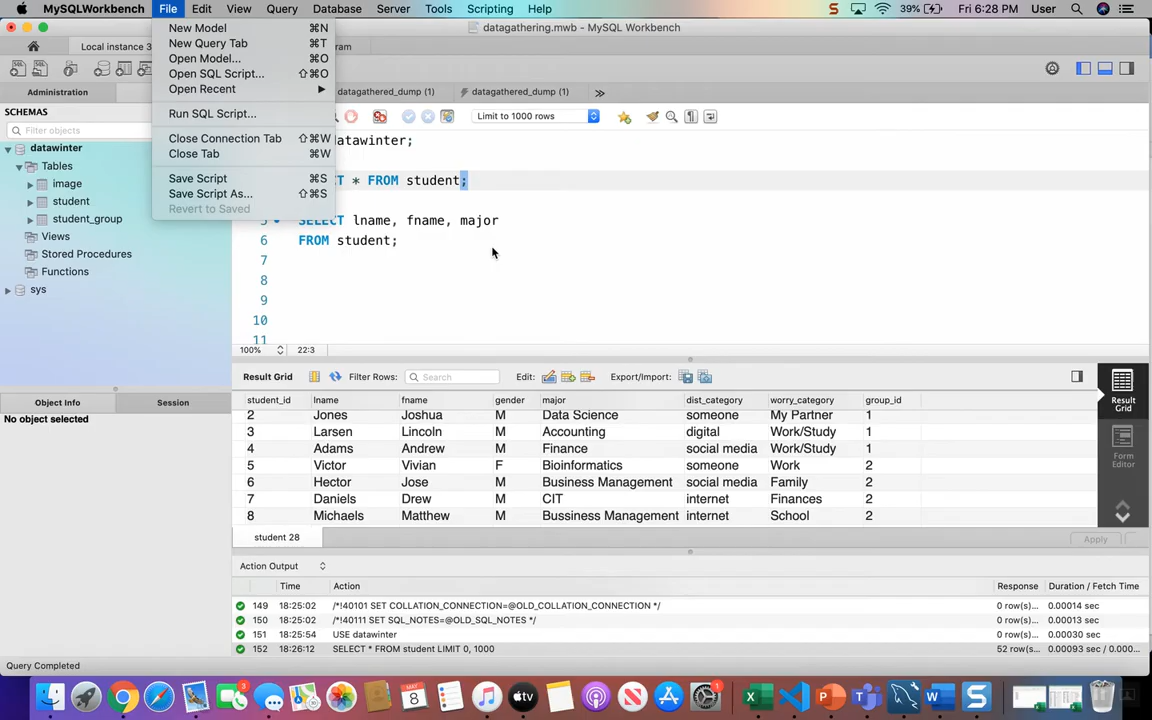 MySQLWorkbench File Edit View Query Database Server Tools Scripting Help 39% Fri 6:28 PM User
datagathering.mwb - MySQL Workbench
New Model ⌘N
New Query Tab ⌘T
Open Model... ⌘O
Open SQL Script... ⇧⌘O
Open Recent
Run SQL Script...
Close Connection Tab ⇧⌘W
Close Tab ⌘W
Save Script ⌘S
Save Script As... ⇧⌘S
Revert to Saved
Local instance 3 ram
Administration datagathered_dump (1) datagathered_dump (1)
SCHEMAS
Filter objects
datawinter
Tables
image
student
student_group
Views
Stored Procedures
Functions
sys
Limit to 1000 rows
atawinter;
T * FROM student;
5 SELECT lname, fname, major
6 FROM student;
7
8
9
10
11
100% 22:3
Object Info Session
No object selected
Result Grid Filter Rows: Search Edit: Export/Import:
student_id lname fname gender major dist_category worry_category group_id
2 Jones Joshua M Data Science someone My Partner 1
3 Larsen Lincoln M Accounting digital Work/Study 1
4 Adams Andrew M Finance social media Work/Study 1
5 Victor Vivian F Bioinformatics someone Work 2
6 Hector Jose M Business Management social media Family 2
7 Daniels Drew M CIT internet Finances 2
8 Michaels Matthew M Bussiness Management internet School 2
Result Grid
Form Editor
student 28 Apply
Action Output
Time Action Response Duration / Fetch Time
149 18:25:02 /*!40101 SET COLLATION_CONNECTION=@OLD_COLLATION_CONNECTION */ 0 row(s)... 0.00014 sec
150 18:25:02 /*!40111 SET SQL_NOTES=@OLD_SQL_NOTES */ 0 row(s)... 0.00013 sec
151 18:25:54 USE datawinter 0 row(s)... 0.00030 sec
152 18:26:12 SELECT * FROM student LIMIT 0, 1000 52 row(s)... 0.00093 sec / 0.000...
Query Completed